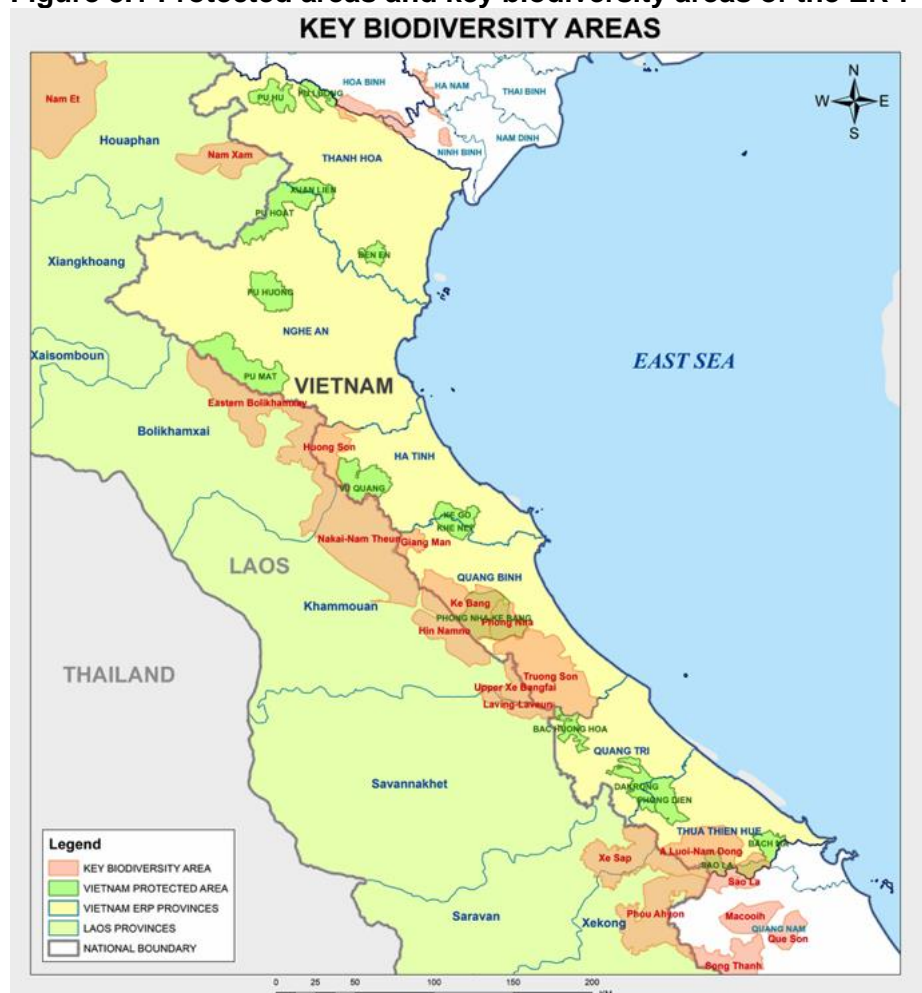 KEY BIODIVERSITY AREAS
N
W E
S
HOA BINH
HA NAM
THAI BINH
NAM DINH
NINH BINH
PU HU
PU LUONG
Nam Et
Houaphan
Nam Xam
THANH HOA
XUAN LIEN
PU HOAT
BEN EN
Xiangkhoang
PU HUONG
NGHE AN
Xaisomboun
PU MAT
VIETNAM
EAST SEA
Eastern Bolikhamxay
Bolikhamxai
Huong Son
HA TINH
VU QUANG
KE GO
KHE NET
Nakai-Nam Theun
Giang Man
LAOS
QUANG BINH
Khammouan
Ke Bang
PHONG NHA-KE BANG
Phong Nha
Hin Namno
THAILAND
Truong Son
Upper Xe Bangfai
Laving-Laveun
BAC HUONG HOA
QUANG TRI
Savannakhet
DAKRONG
PHONG DIEN
THUA THIEN HUE
BACH MA
A Luoi-Nam Dong
Xe Sap
SAO LA
Sao La
Saravan
Xekong
Phou Ahyon
Macooih
QUANG NAM
Que Son
Song Thanh
Legend
KEY BIODIVERSITY AREA
VIETNAM PROTECTED AREA
VIETNAM ERP PROVINCES
LAOS PROVINCES
NATIONAL BOUNDARY
0 25 50 100 150 200